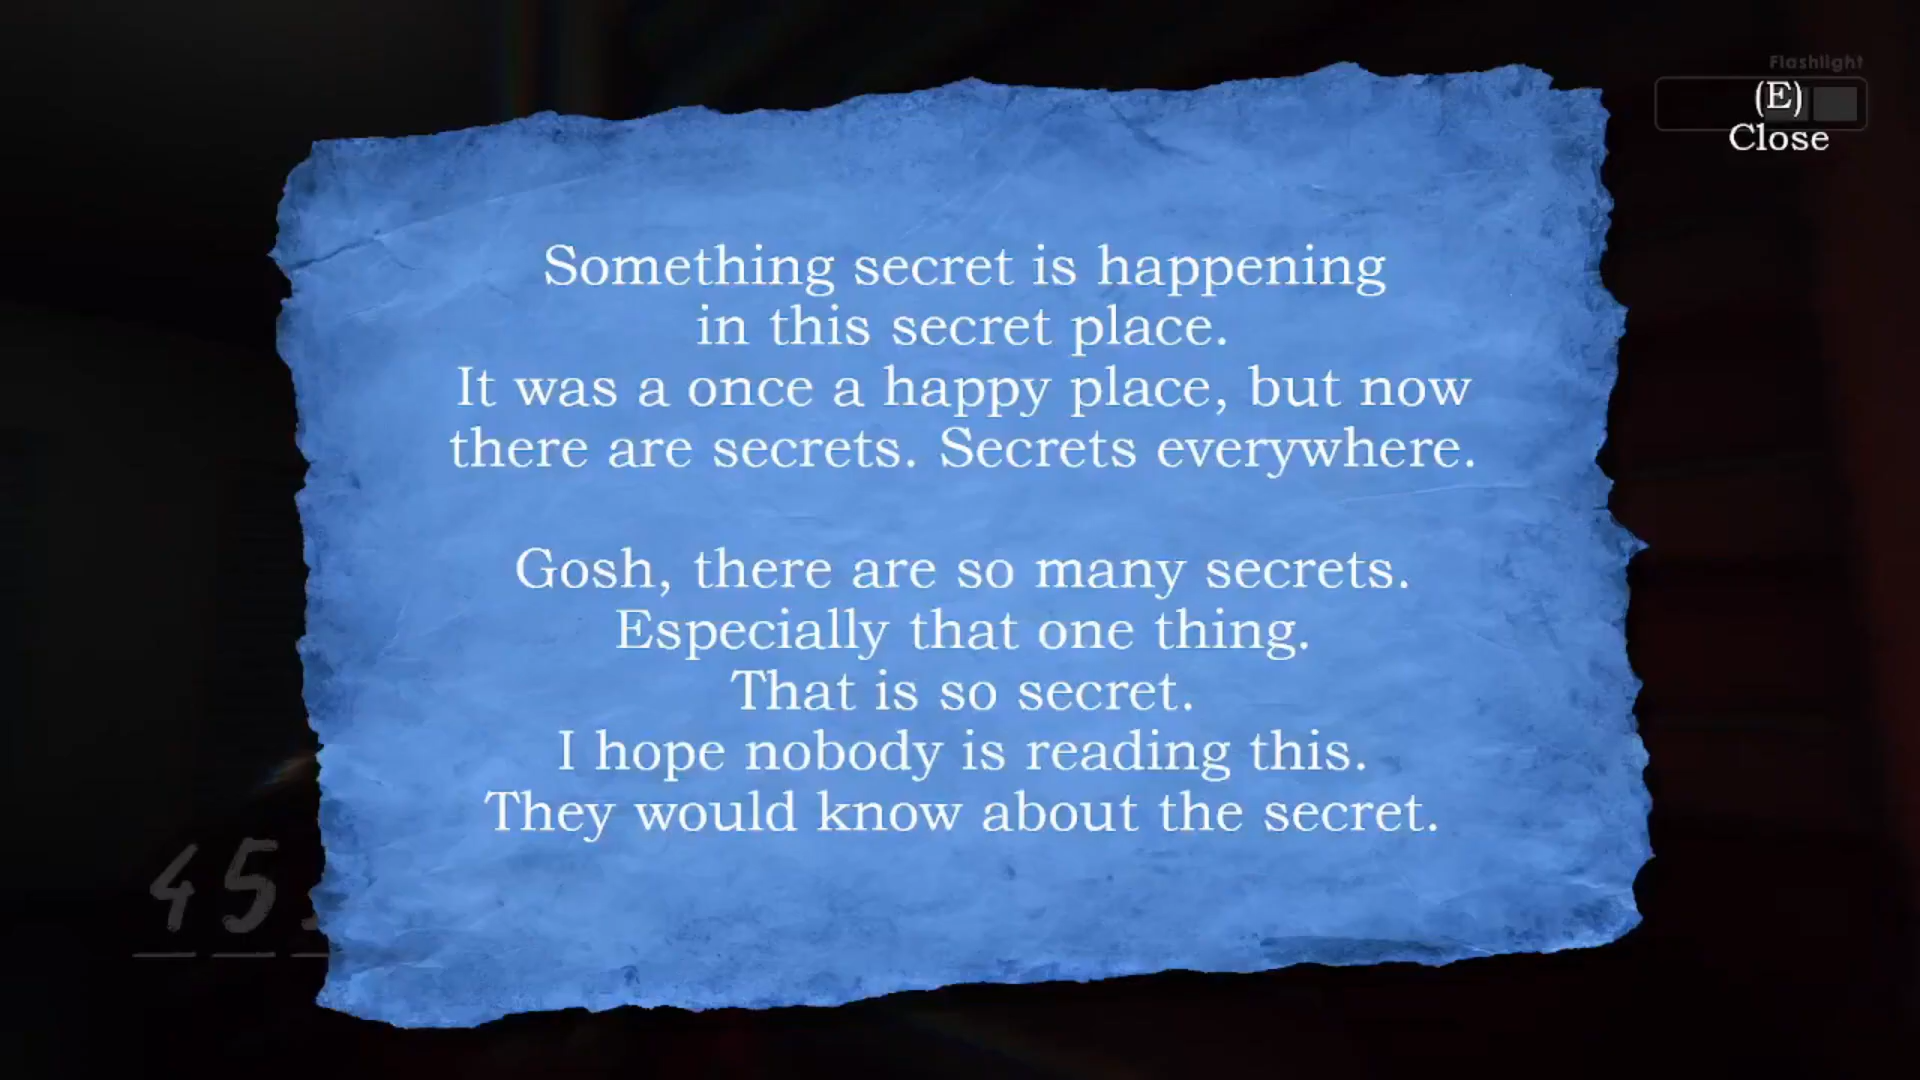 Flashlight
(E)
Close
Something secret is happening
in this secret place.
It was a once a happy place, but now
there are secrets. Secrets everywhere.
Gosh, there are so many secrets.
Especially that one thing.
That is so secret.
I hope nobody is reading this.
They would know about the secret.
45